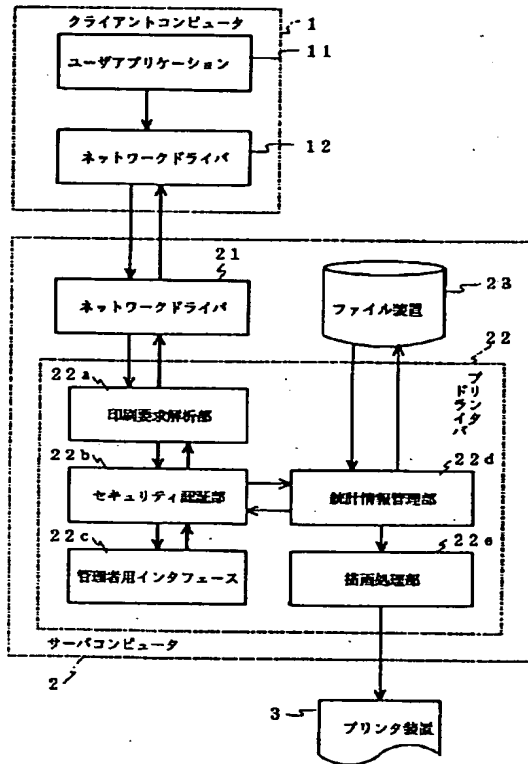 クライアントコンピュータ
1
ユーザアプリケーション
11
ネットワークドライバ
12
21
ネットワークドライバ
ファイル装置
23
22
プリンタドライバ
22a
印刷要求解析部
22b
セキュリティ認証部
統計情報管理部
22d
22c
管理者用インタフェース
描画処理部
22e
サーバコンピュータ
2
3
プリンタ装置